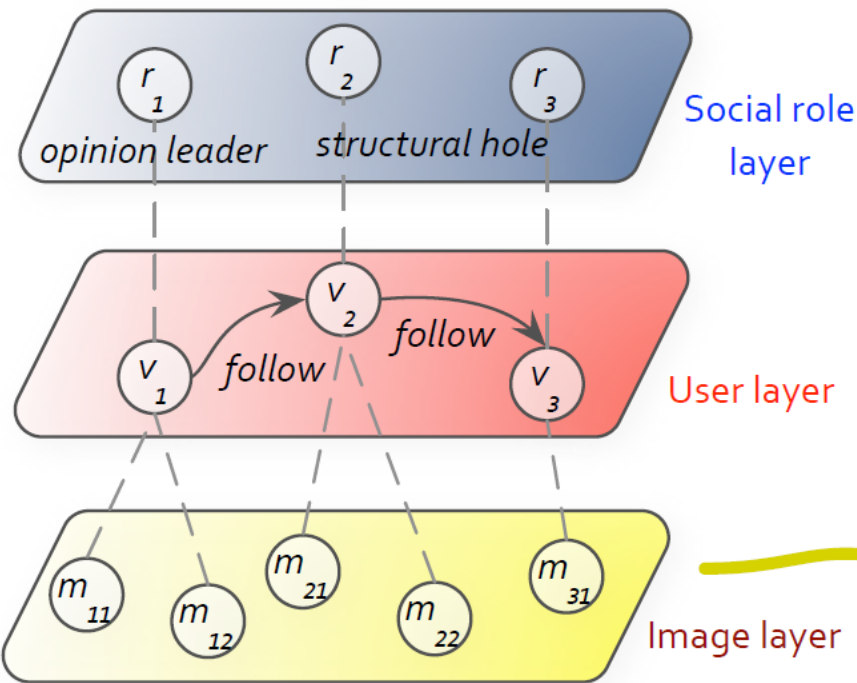 r1 r2 r3
opinion leader structural hole
Social role
layer
v2
follow
v1 follow v3
User layer
m11 m12 m21 m22 m31
Image layer